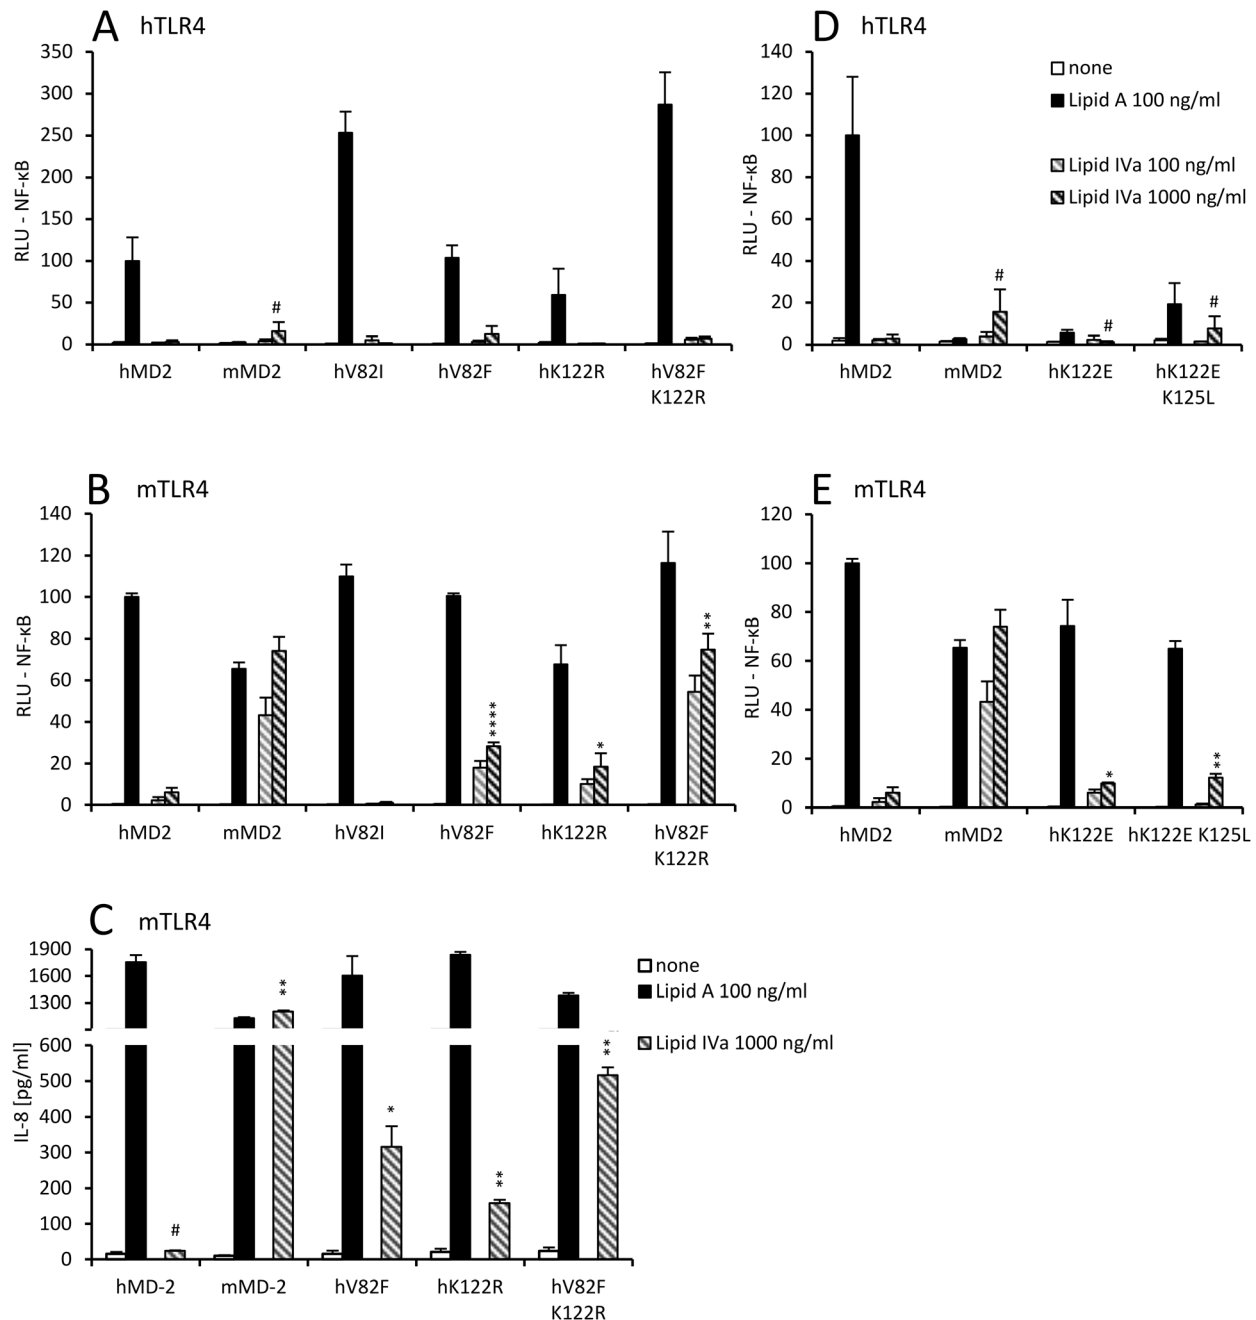 A hTLR4
350
300
250
200
150
100
50
0
RLU - NF-κB
#
hMD2 mMD2 hV82I hV82F hK122R hV82F
K122R
D hTLR4
140
120
100
80
60
40
20
0
RLU - NF-κB
none
Lipid A 100 ng/ml
Lipid IVa 100 ng/ml
Lipid IVa 1000 ng/ml
# # #
hMD2 mMD2 hK122E hK122E
K125L
B mTLR4
140
120
100
80
60
40
20
0
RLU - NF-κB
**** * **
hMD2 mMD2 hV82I hV82F hK122R hV82F
K122R
E mTLR4
120
100
80
60
40
20
0
RLU - NF-κB
* **
hMD2 mMD2 hK122E hK122E K125L
C mTLR4
1900
1600
1300
600
500
400
300
200
100
0
IL-8 [pg/ml]
# ** * ** **
hMD-2 mMD-2 hV82F hK122R hV82F
K122R
none
Lipid A 100 ng/ml
Lipid IVa 1000 ng/ml